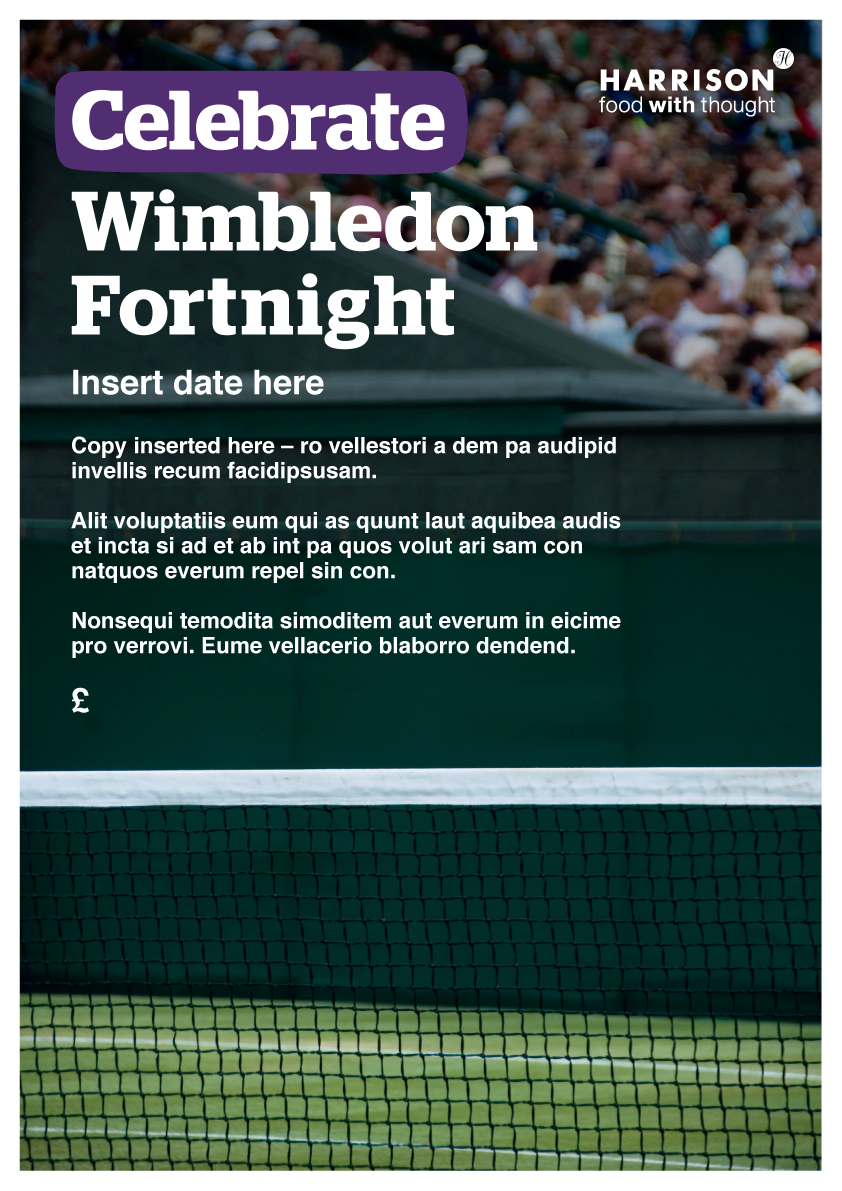 Celebrate
HARRISON
food with thought
Wimbledon
Fortnight
Insert date here
Copy inserted here – ro vellestori a dem pa audipid
invellis recum facidipsusam.
Alit voluptatiis eum qui as quunt laut aquibea audis
et incta si ad et ab int pa quos volut ari sam con
natquos everum repel sin con.
Nonsequi temodita simoditem aut everum in eicime
pro verrovi. Eume vellacerio blaborro dendend.
£